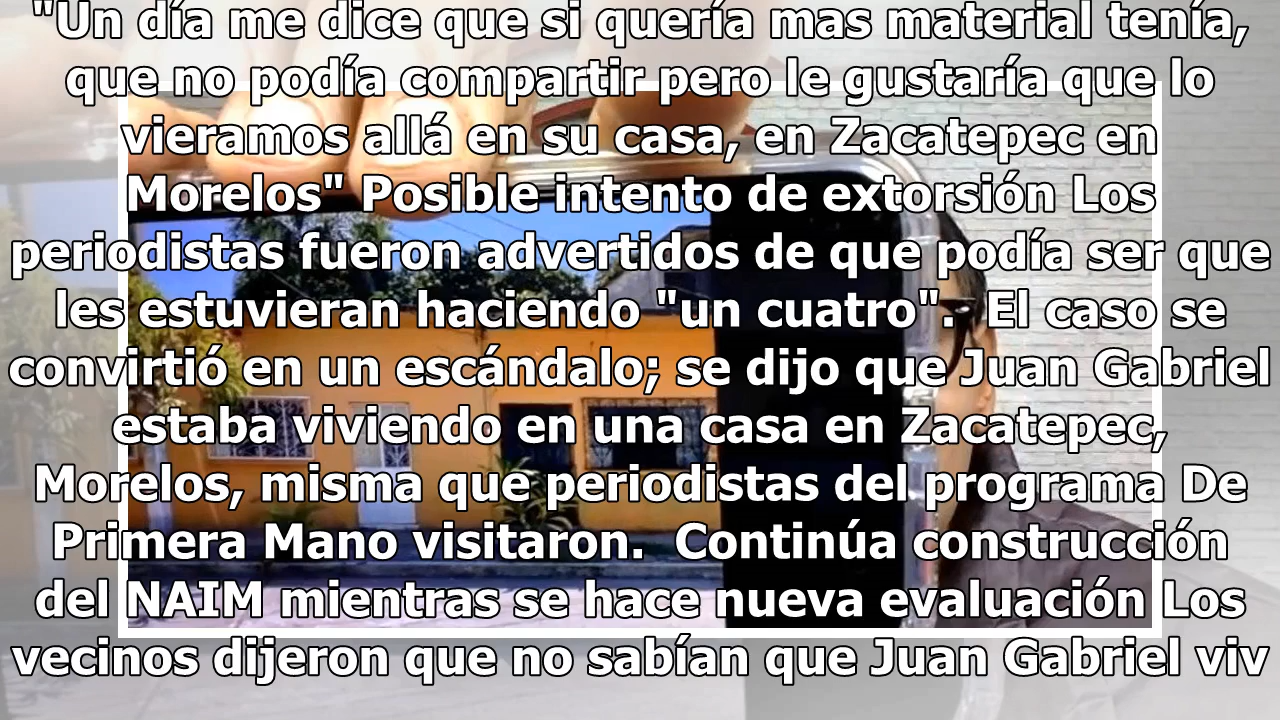 "Un día me dice que si quería mas material tenía,
que no podía compartir pero le gustaría que lo
vieramos allá en su casa, en Zacatepec en
Morelos" Posible intento de extorsión Los
periodistas fueron advertidos de que podía ser que
les estuvieran haciendo "un cuatro".  El caso se
convirtió en un escándalo; se dijo que Juan Gabriel
estaba viviendo en una casa en Zacatepec,
Morelos, misma que periodistas del programa De
Primera Mano visitaron.  Continúa construcción
del NAIM mientras se hace nueva evaluación Los
vecinos dijeron que no sabían que Juan Gabriel viv